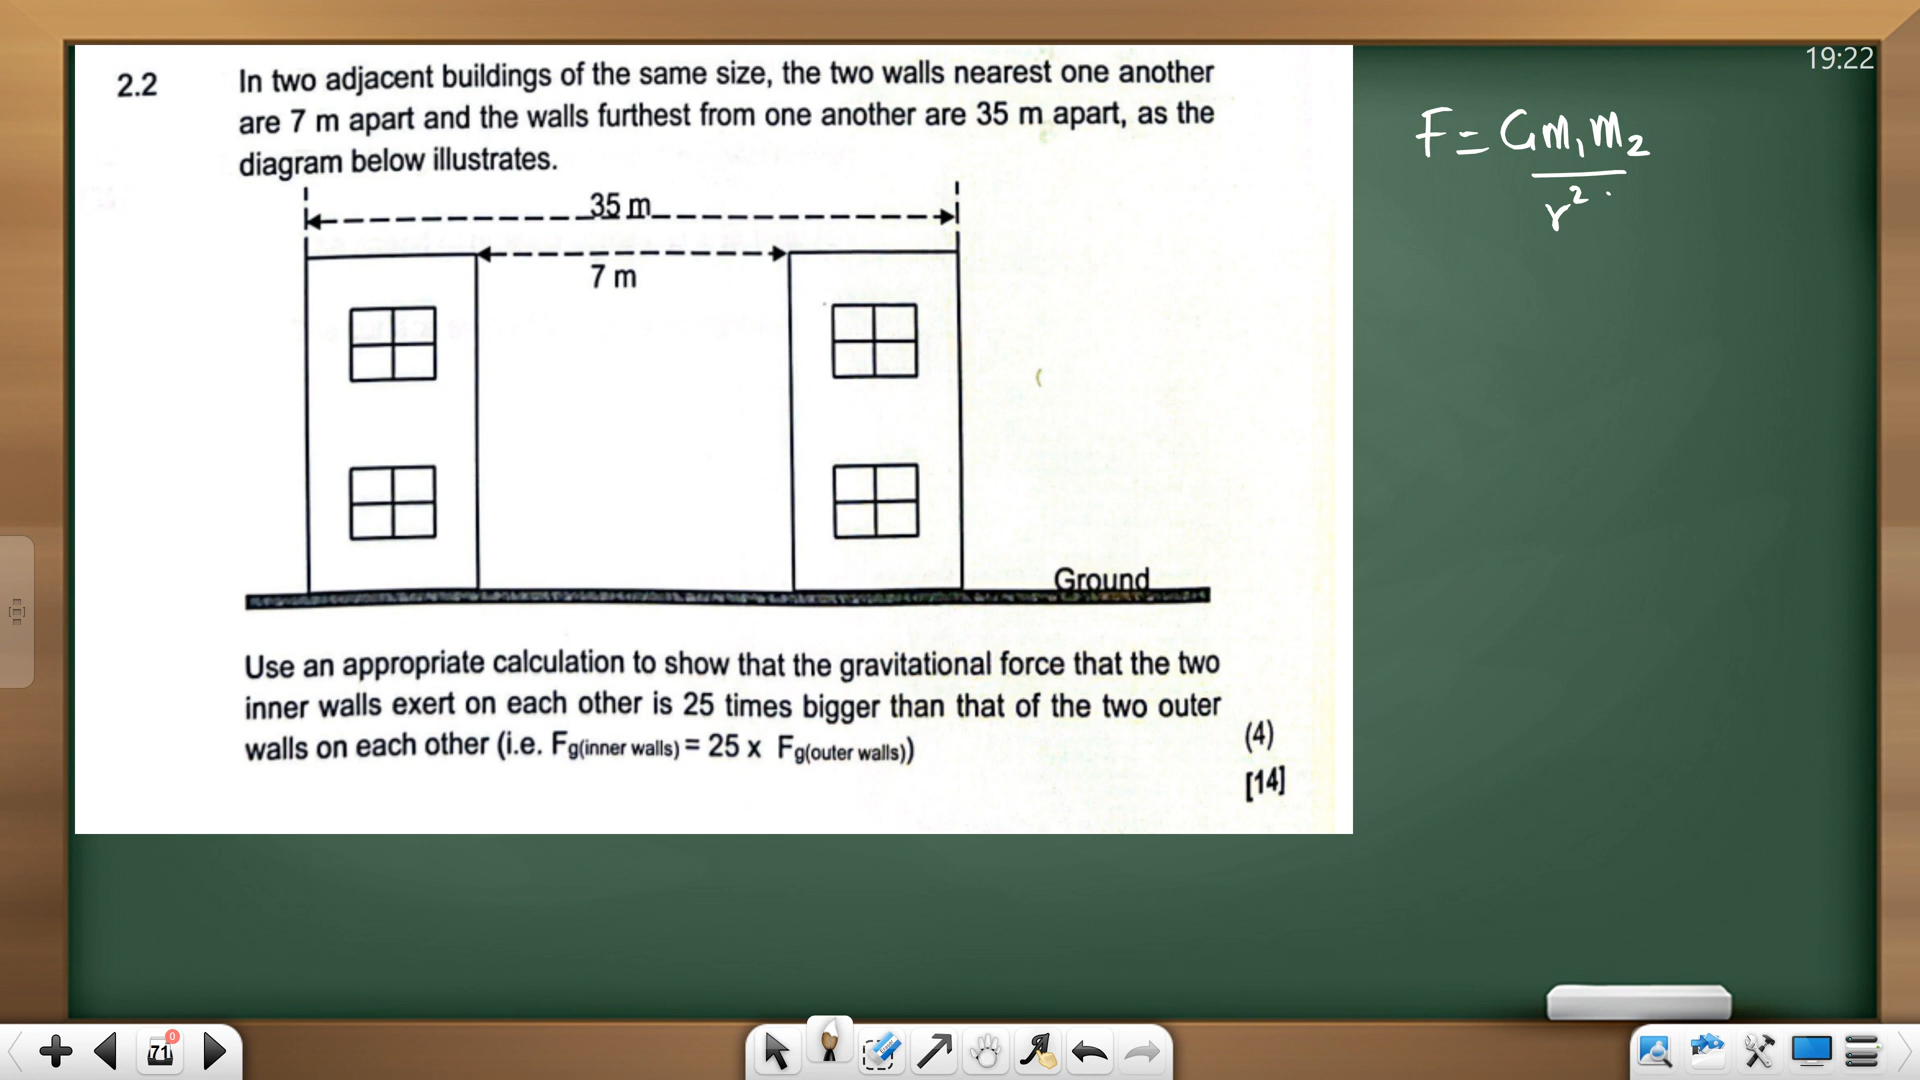 19:22
2.2 In two adjacent buildings of the same size, the two walls nearest one another
are 7 m apart and the walls furthest from one another are 35 m apart, as the
diagram below illustrates.
F = Gm₁m₂
r²
35 m
7 m
Ground
Use an appropriate calculation to show that the gravitational force that the two
inner walls exert on each other is 25 times bigger than that of the two outer
walls on each other (i.e. Fg(inner walls) = 25 x Fg(outer walls))
(4)
[14]
71
0